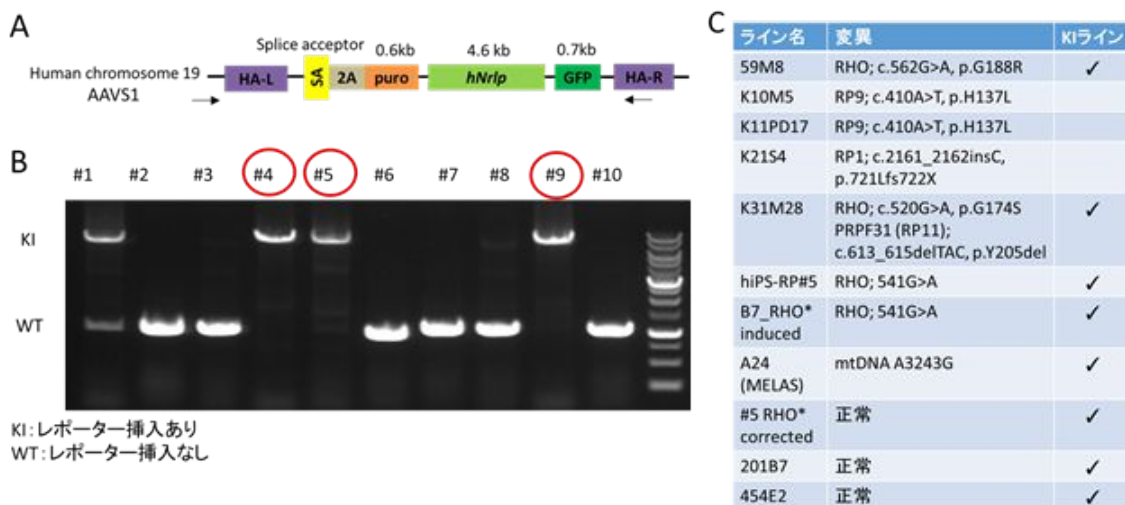 A
Splice acceptor
0.6kb
4.6 kb
0.7kb
Human chromosome 19
AAVS1
HA-L
SA
2A
puro
hNrlp
GFP
HA-R
B
#1 #2 #3 #4 #5 #6 #7 #8 #9 #10
KI
WT
KI:レポーター挿入あり
WT:レポーター挿入なし
C
ライン名 変異 KIライン
59M8 RHO; c.562G>A, p.G188R ✓
K10M5 RP9; c.410A>T, p.H137L
K11PD17 RP9; c.410A>T, p.H137L
K21S4 RP1; c.2161_2162insC,
p.721Lfs722X
K31M28 RHO; c.520G>A, p.G174S ✓
PRPF31 (RP11);
c.613_615delTAC, p.Y205del
hiPS-RP#5 RHO; 541G>A ✓
B7_RHO* RHO; 541G>A ✓
induced
A24 mtDNA A3243G ✓
(MELAS)
#5 RHO* 正常 ✓
corrected
201B7 正常 ✓
454E2 正常 ✓